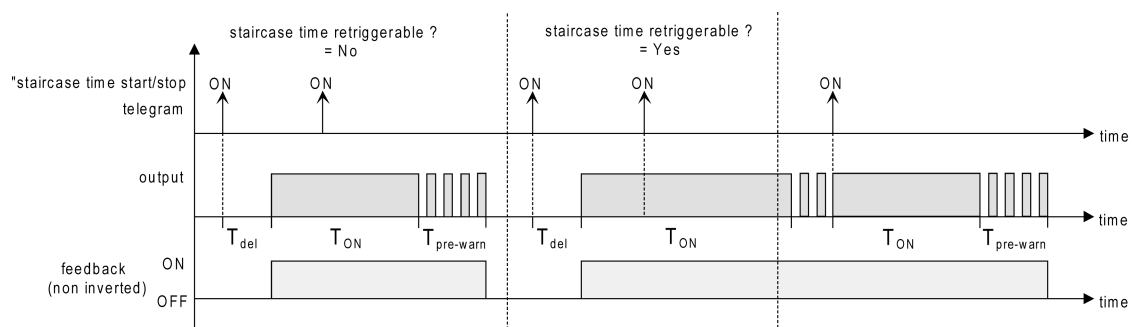 staircase time retriggerable ?
= No
staircase time retriggerable ?
= Yes
"staircase time start/stop
telegram
ON
ON
ON
ON
ON
time
output
time
Tdel
TON
Tpre-warn
Tdel
TON
TON
Tpre-warn
feedback
(non inverted)
ON
OFF
time